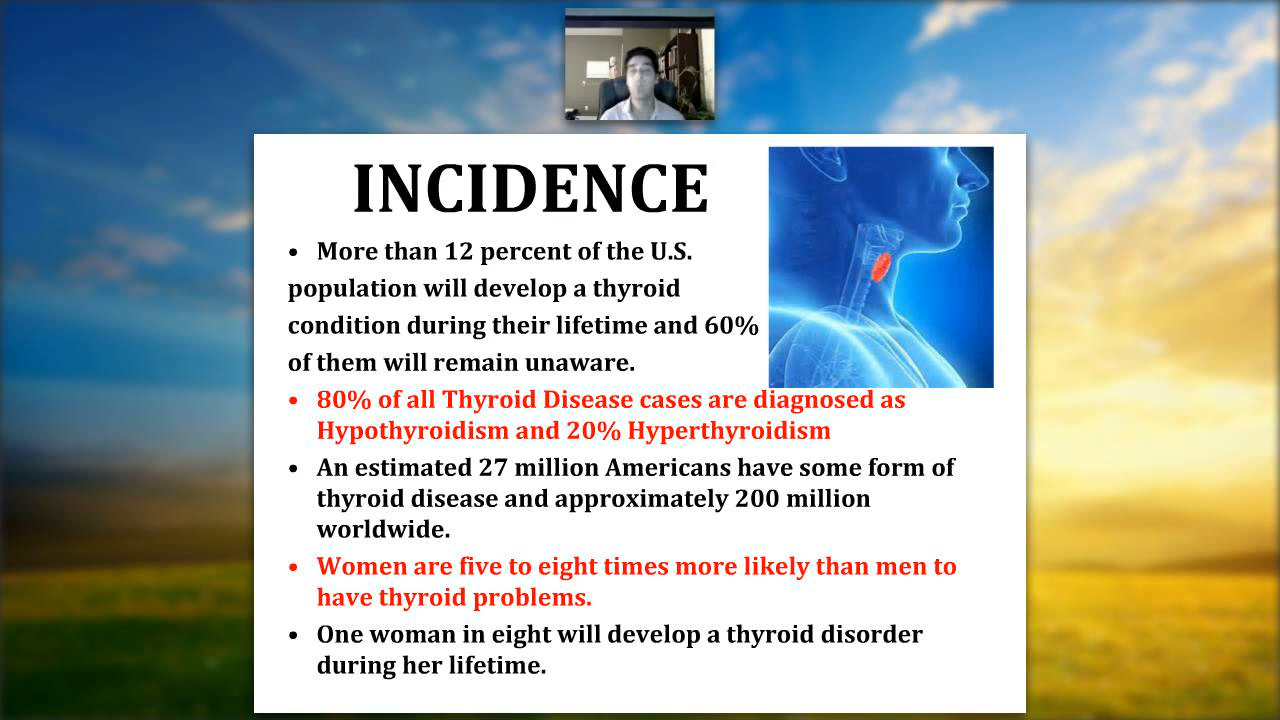 INCIDENCE
• More than 12 percent of the U.S.
population will develop a thyroid
condition during their lifetime and 60%
of them will remain unaware.
• 80% of all Thyroid Disease cases are diagnosed as
Hypothyroidism and 20% Hyperthyroidism
• An estimated 27 million Americans have some form of
thyroid disease and approximately 200 million
worldwide.
• Women are five to eight times more likely than men to
have thyroid problems.
• One woman in eight will develop a thyroid disorder
during her lifetime.